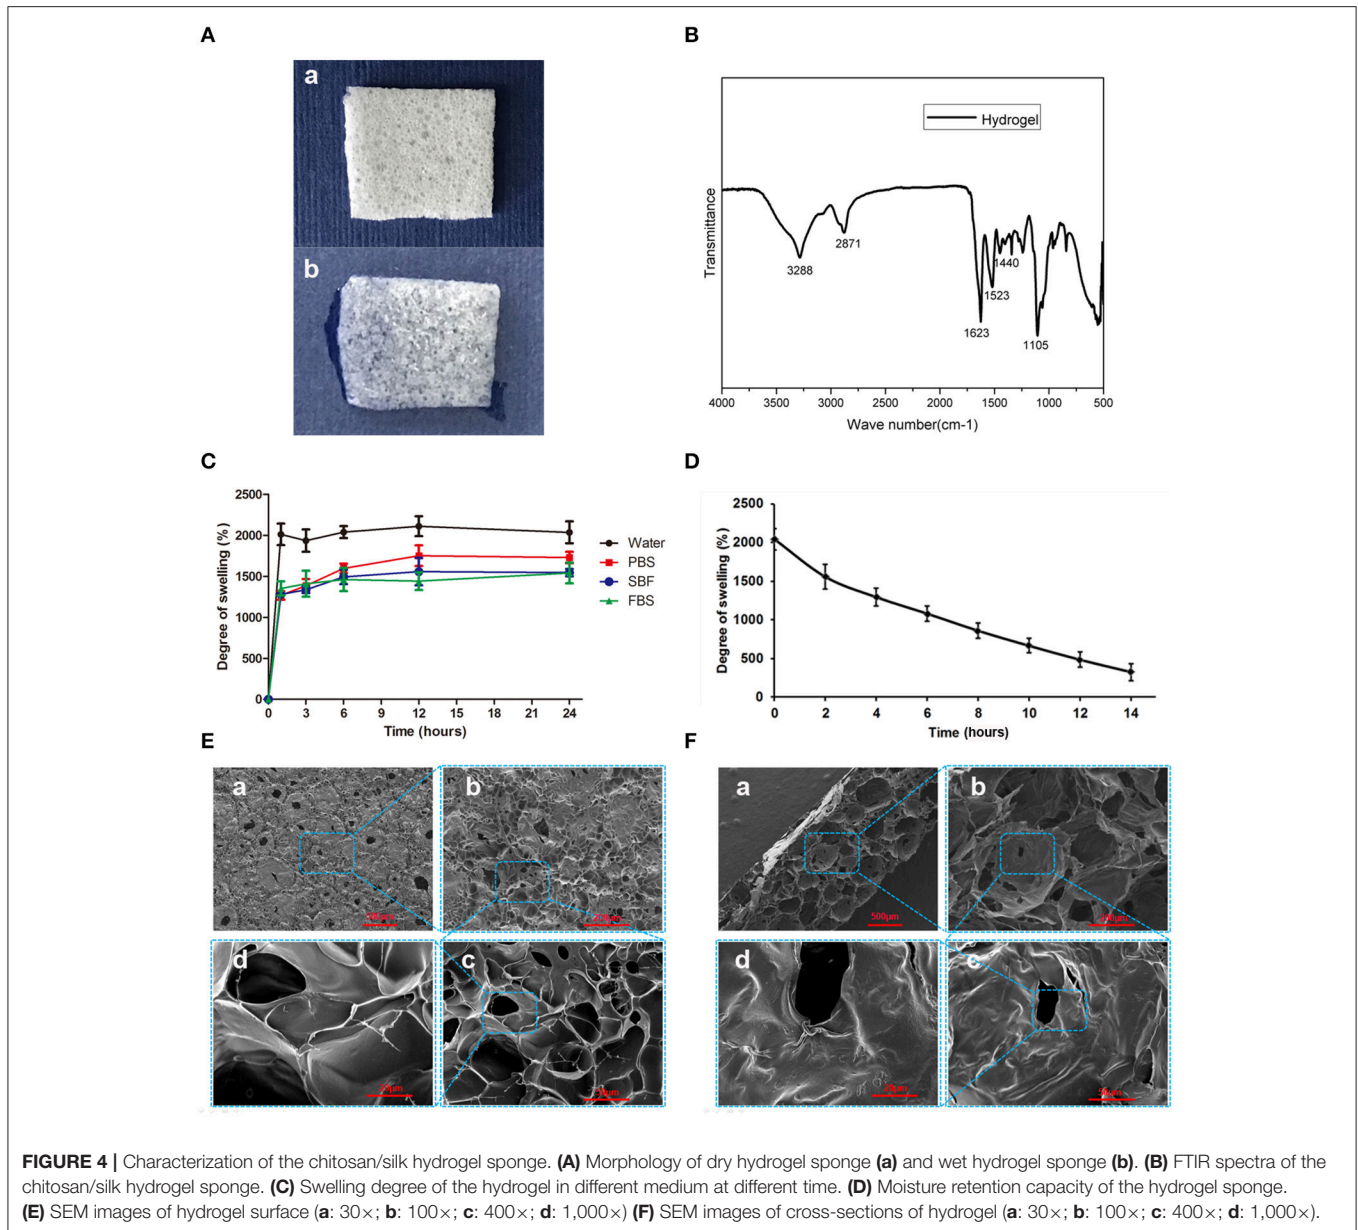 A
a
b
B
Hydrogel
Transmittance
3288
2871
1623
1523
1440
1105
4000 3500 3000 2500 2000 1500 1000 500
Wave number(cm-1)
C
Degree of swelling (%)
2500
2000
1500
1000
500
0
0 3 6 9 12 15 18 21 24
Time (hours)
Water
PBS
SBF
FBS
D
Degree of swelling (%)
2500
2000
1500
1000
500
0
0 2 4 6 8 10 12 14
Time (hours)
E
a
b
d
c
F
a
500μm
b
d
c
FIGURE 4 | Characterization of the chitosan/silk hydrogel sponge. (A) Morphology of dry hydrogel sponge (a) and wet hydrogel sponge (b). (B) FTIR spectra of the
chitosan/silk hydrogel sponge. (C) Swelling degree of the hydrogel in different medium at different time. (D) Moisture retention capacity of the hydrogel sponge.
(E) SEM images of hydrogel surface (a: 30×; b: 100×; c: 400×; d: 1,000×) (F) SEM images of cross-sections of hydrogel (a: 30×; b: 100×; c: 400×; d: 1,000×).